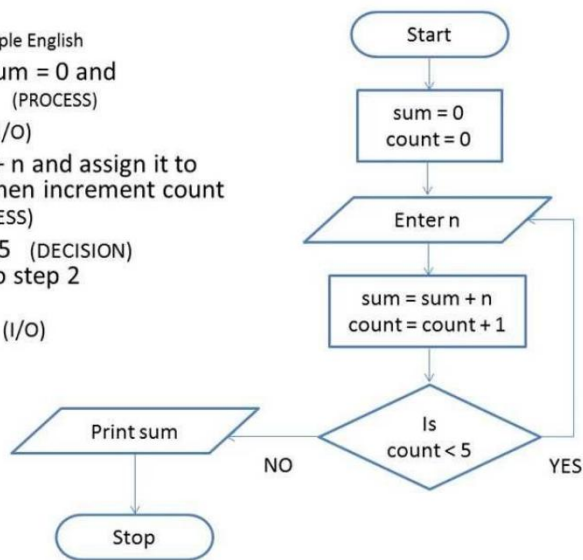 ple English
um = 0 and
(PROCESS)
/O)
n and assign it to
hen increment count
ESS)
5 (DECISION)
step 2
(I/O)
Start
sum = 0
count = 0
Enter n
sum = sum + n
count = count + 1
Is
count < 5
YES
NO
Print sum
Stop